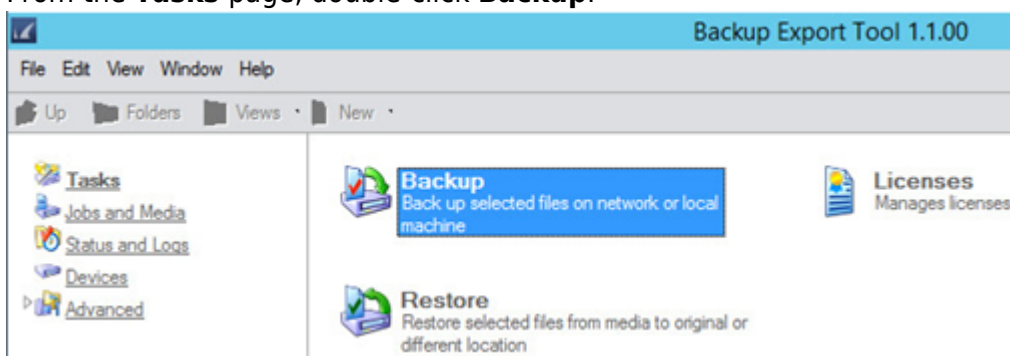 From the Tasks page, double-click Backup.
Backup Export Tool 1.1.00
File Edit View Window Help
Up Folders Views New
Tasks
Jobs and Media
Status and Logs
Devices
Advanced
Backup
Back up selected files on network or local
machine
Licenses
Manages licenses
Restore
Restore selected files from media to original or
different location